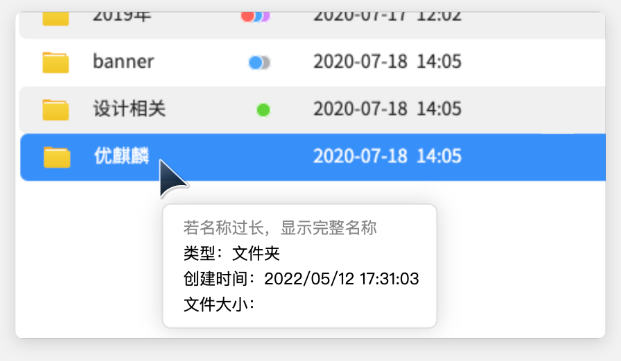 2019年 2020-07-17 12:02
banner 2020-07-18 14:05
设计相关 2020-07-18 14:05
优麒麟 2020-07-18 14:05
若名称过长，显示完整名称
类型：文件夹
创建时间：2022/05/12 17:31:03
文件大小：